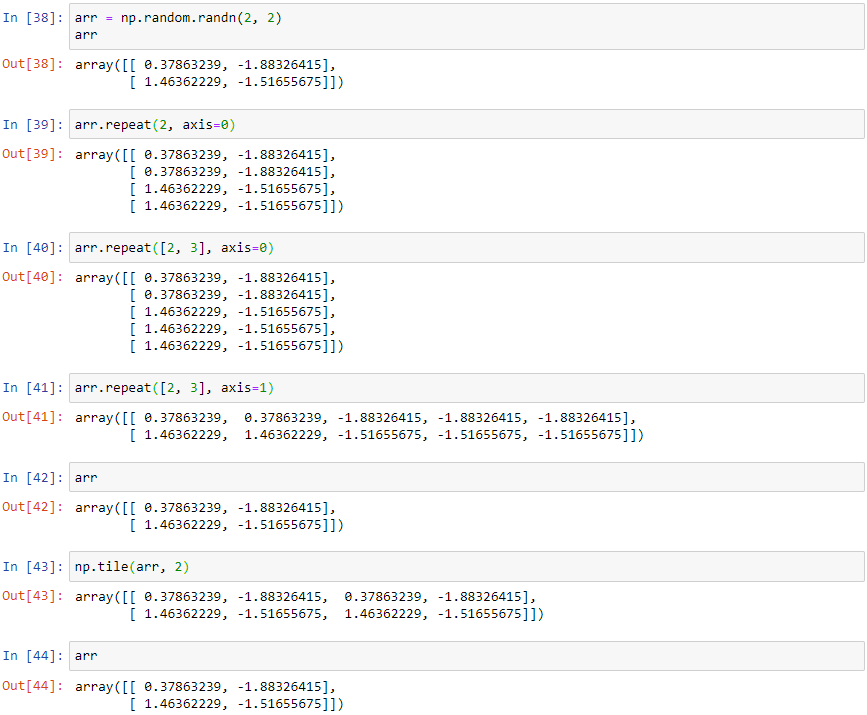 In [38]: arr = np.random.randn(2, 2)
arr
Out[38]: array([[ 0.37863239, -1.88326415],
[ 1.46362229, -1.51655675]])
In [39]: arr.repeat(2, axis=0)
Out[39]: array([[ 0.37863239, -1.88326415],
[ 0.37863239, -1.88326415],
[ 1.46362229, -1.51655675],
[ 1.46362229, -1.51655675]])
In [40]: arr.repeat([2, 3], axis=0)
Out[40]: array([[ 0.37863239, -1.88326415],
[ 0.37863239, -1.88326415],
[ 1.46362229, -1.51655675],
[ 1.46362229, -1.51655675],
[ 1.46362229, -1.51655675]])
In [41]: arr.repeat([2, 3], axis=1)
Out[41]: array([[ 0.37863239,  0.37863239, -1.88326415, -1.88326415, -1.88326415],
[ 1.46362229,  1.46362229, -1.51655675, -1.51655675, -1.51655675]])
In [42]: arr
Out[42]: array([[ 0.37863239, -1.88326415],
[ 1.46362229, -1.51655675]])
In [43]: np.tile(arr, 2)
Out[43]: array([[ 0.37863239, -1.88326415,  0.37863239, -1.88326415],
[ 1.46362229, -1.51655675,  1.46362229, -1.51655675]])
In [44]: arr
Out[44]: array([[ 0.37863239, -1.88326415],
[ 1.46362229, -1.51655675]])